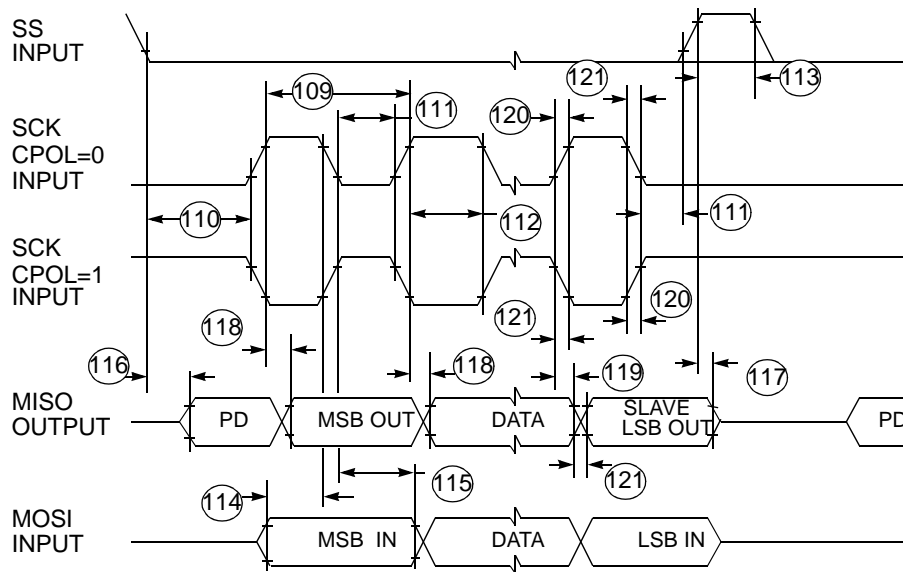 SS
INPUT
121
113
109
111
120
SCK
CPOL=0
INPUT
110
112
111
SCK
CPOL=1
INPUT
120
118
121
116
118
119
117
MISO
OUTPUT
PD
MSB OUT
DATA
SLAVE
LSB OUT
PD
121
114
115
MOSI
INPUT
MSB IN
DATA
LSB IN